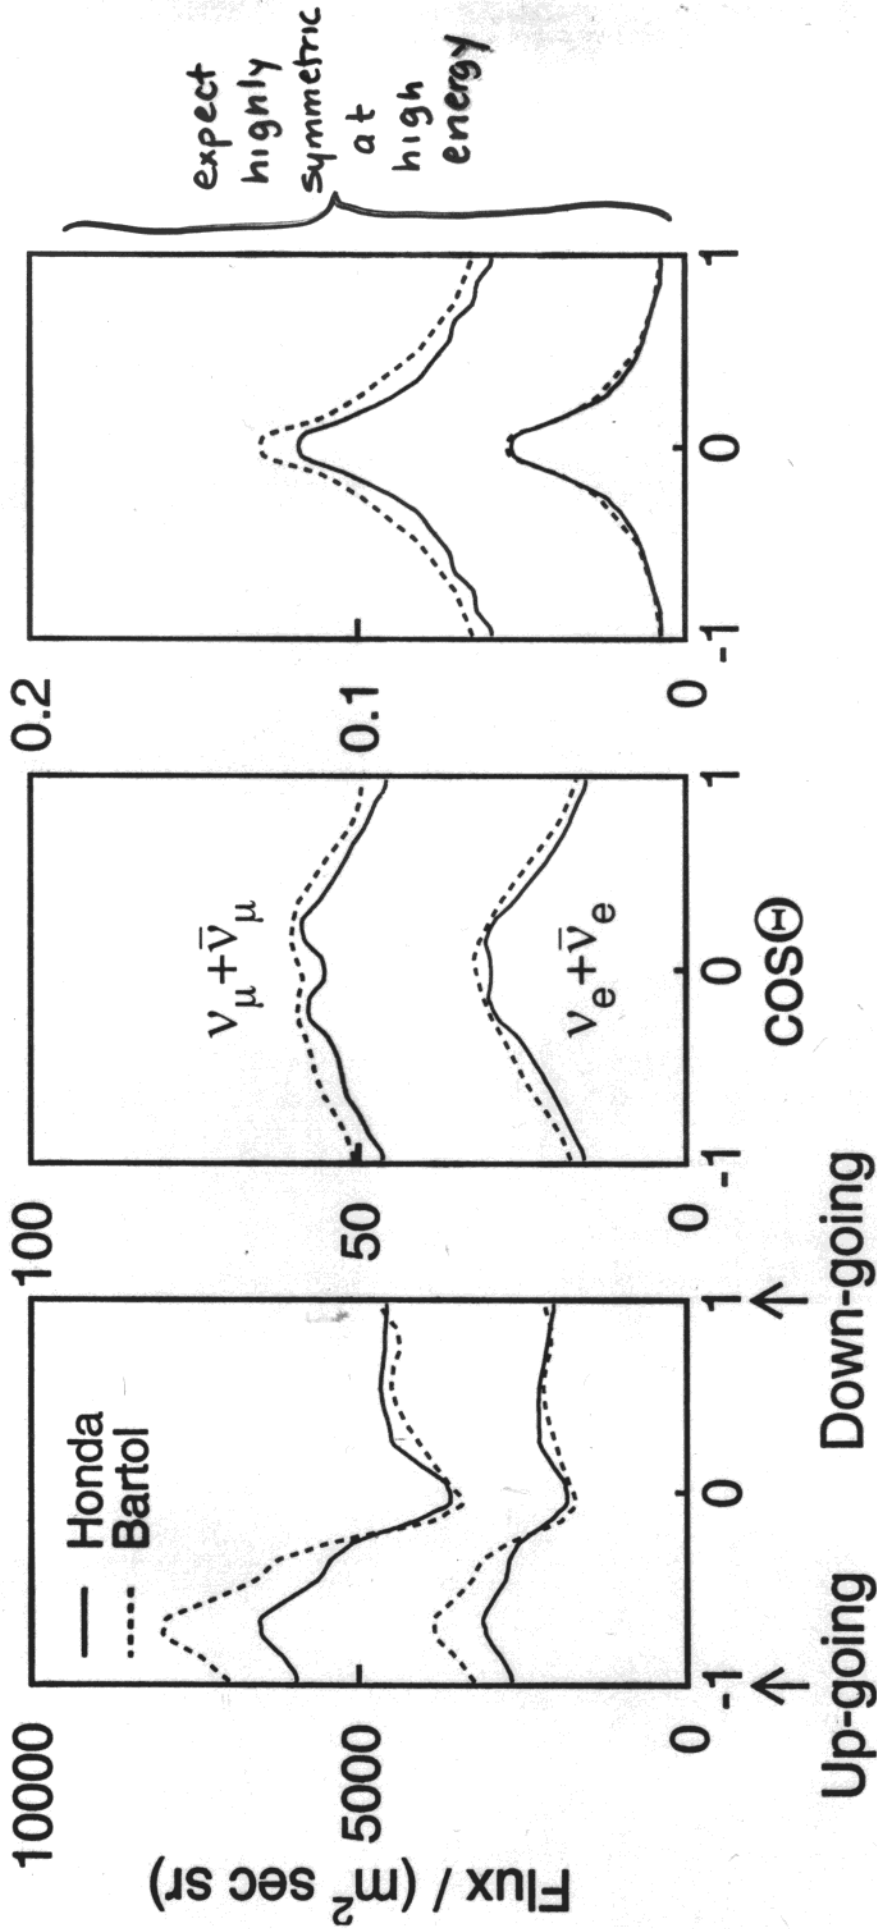 Flux / (m² sec sr)
10000
5000
0
Honda
Bartol
-1
0
1
Up-going
Down-going
100
50
0
νμ+ν̄μ
νe+ν̄e
-1
0
1
cosΘ
0.2
0.1
0
-1
0
1
expect
highly
symmetric
at
high
energy